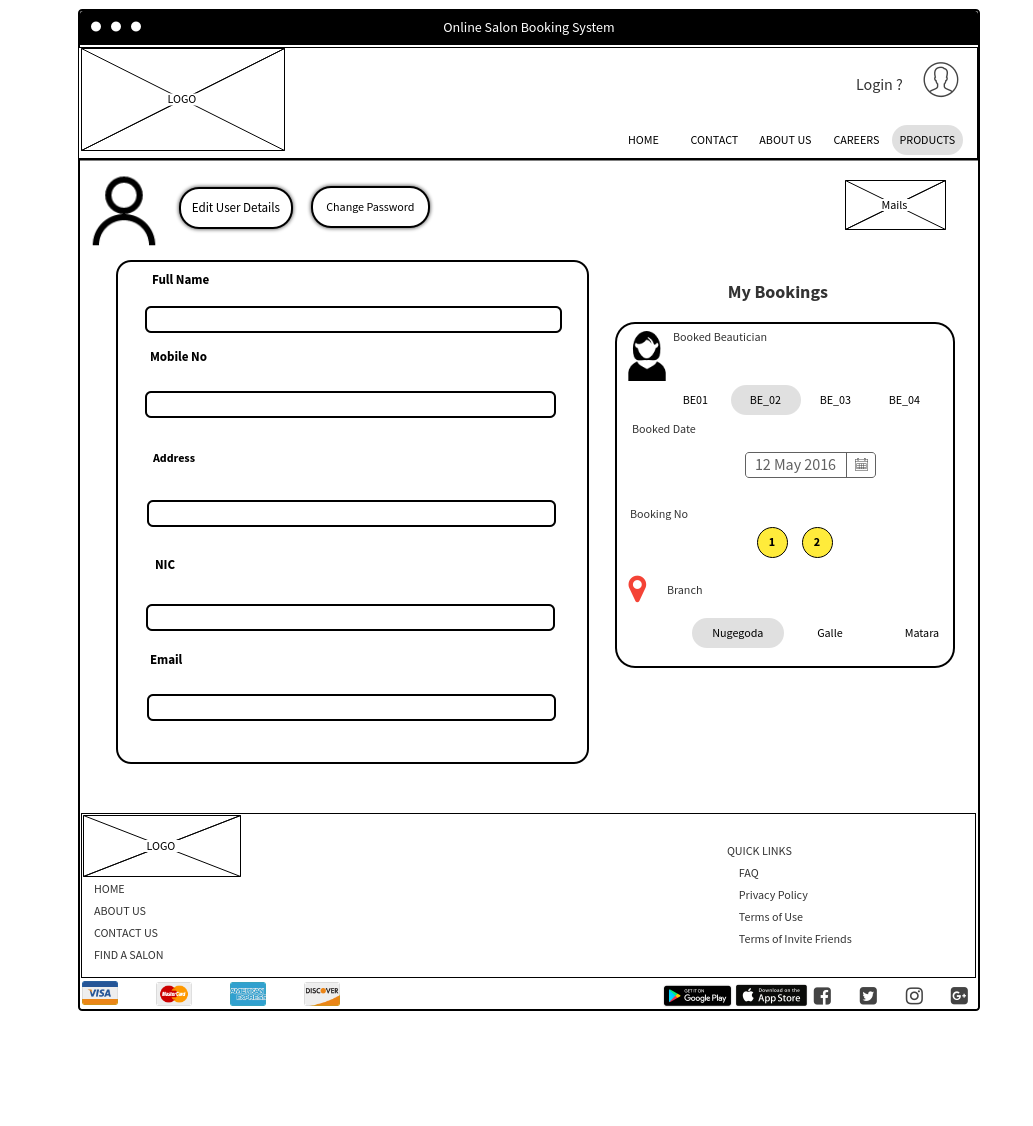 Online Salon Booking System
LOGO
Login ?
HOME CONTACT ABOUT US CAREERS PRODUCTS
Edit User Details
Change Password
Mails
Full Name
Mobile No
Address
NIC
Email
My Bookings
Booked Beautician
BE01 BE_02 BE_03 BE_04
Booked Date
12 May 2016
Booking No
1 2
Branch
Nugegoda Galle Matara
LOGO
HOME
ABOUT US
CONTACT US
FIND A SALON
QUICK LINKS
FAQ
Privacy Policy
Terms of Use
Terms of Invite Friends
VISA
MasterCard
AMERICAN
EXPRESS
DISCOVER
GET IT ON
Google Play
Download on the
App Store
G+